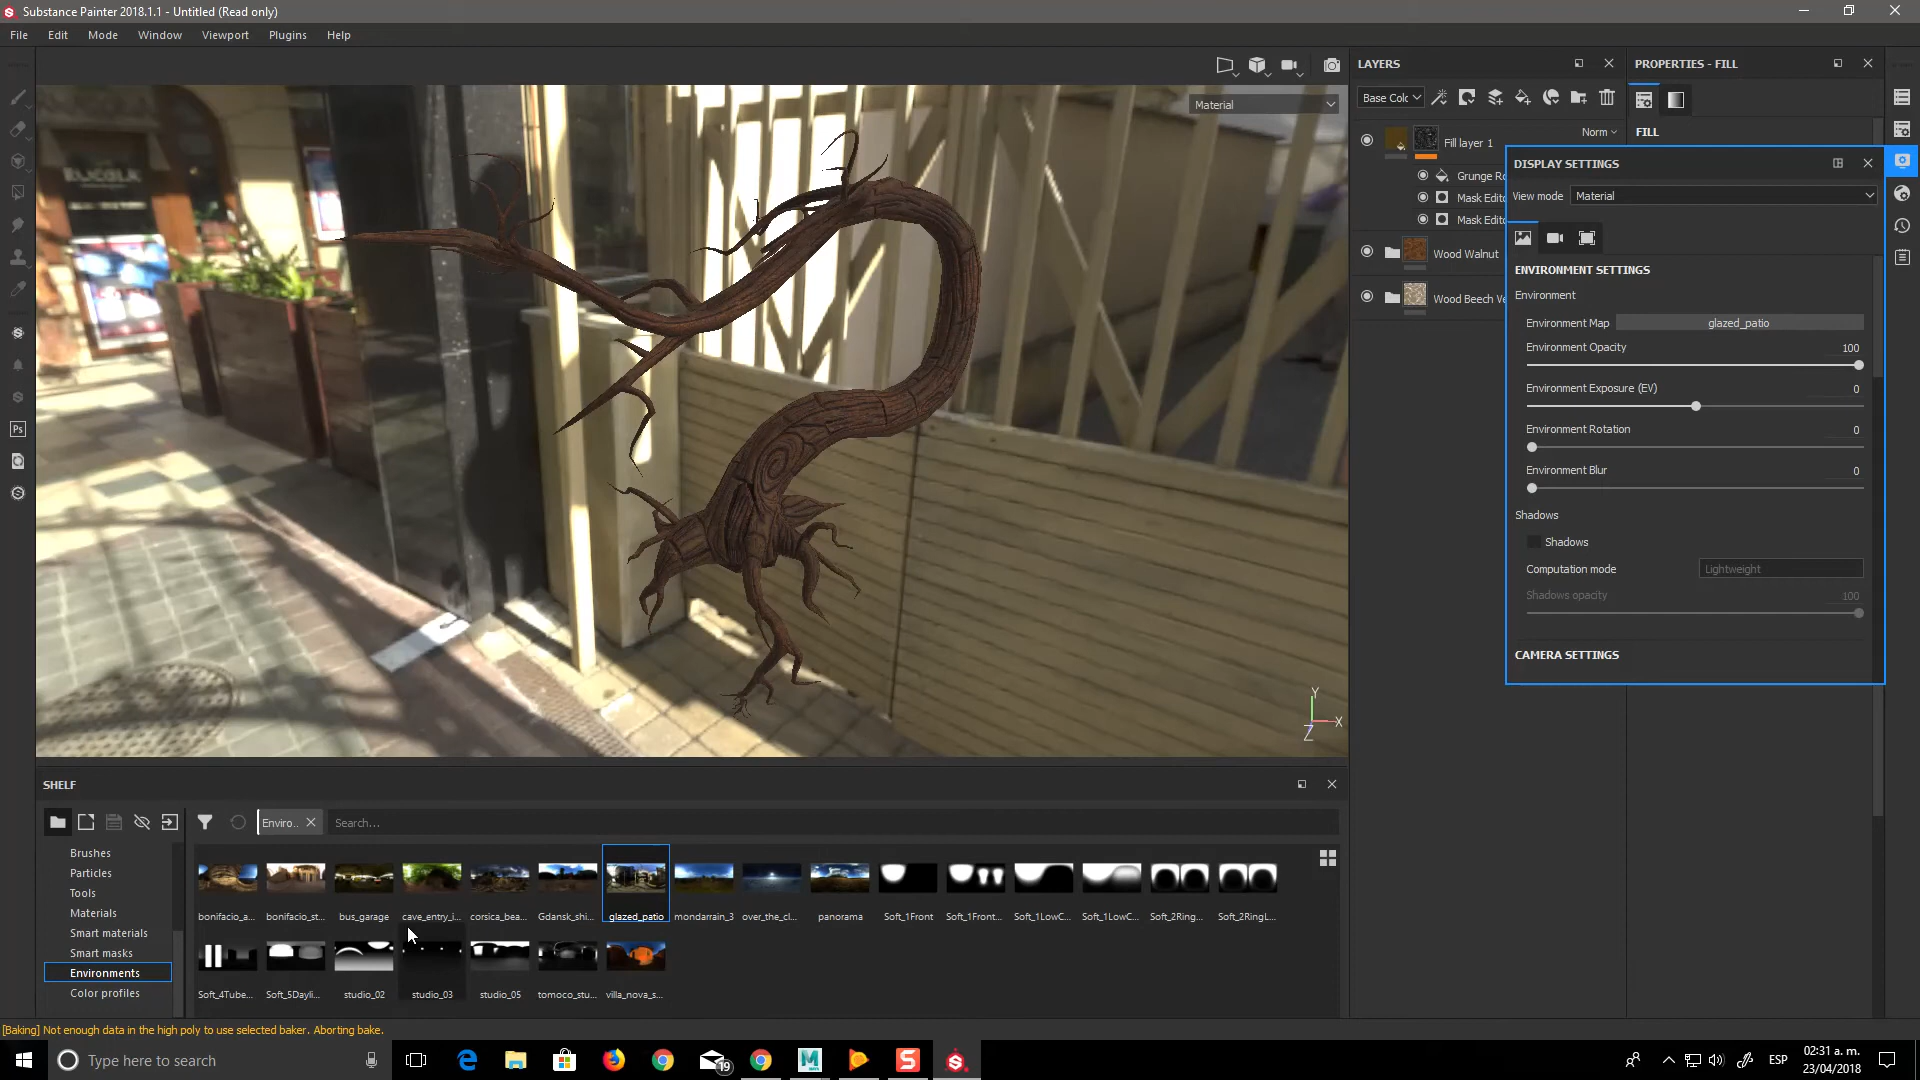 Substance Painter 2018.1.1 - Untitled (Read only)
File Edit Mode Window Viewport Plugins Help
Material
LAYERS
Base Colc
Norm
Fill layer 1
Grunge Ro
Mask Edito
Mask Edito
Wood Walnut
Wood Beech Ve
PROPERTIES - FILL
FILL
DISPLAY SETTINGS
View mode Material
ENVIRONMENT SETTINGS
Environment
Environment Map glazed_patio
Environment Opacity 100
Environment Exposure (EV) 0
Environment Rotation 0
Environment Blur 0
Shadows
Shadows
Computation mode Lightweight
Shadows opacity 100
CAMERA SETTINGS
Y
X
Z
SHELF
Enviro.. Search...
Brushes
Particles
Tools
Materials
Smart materials
Smart masks
Environments
Color profiles
bonifacio_a... bonifacio_st... bus_garage cave_entry_i... corsica_bea... Gdansk_shi... glazed_patio mondarrain_3 over_the_cl... panorama Soft_1Front Soft_1Front... Soft_1LowC... Soft_1LowC... Soft_2Ring... Soft_2RingL...
Soft_4Tube... Soft_5Dayli... studio_02 studio_03 studio_05 tomoco_stu... villa_nova_s...
[Baking] Not enough data in the high poly to use selected baker. Aborting bake.
Type here to search
Ps
19
ESP
02:31 a. m.
23/04/2018